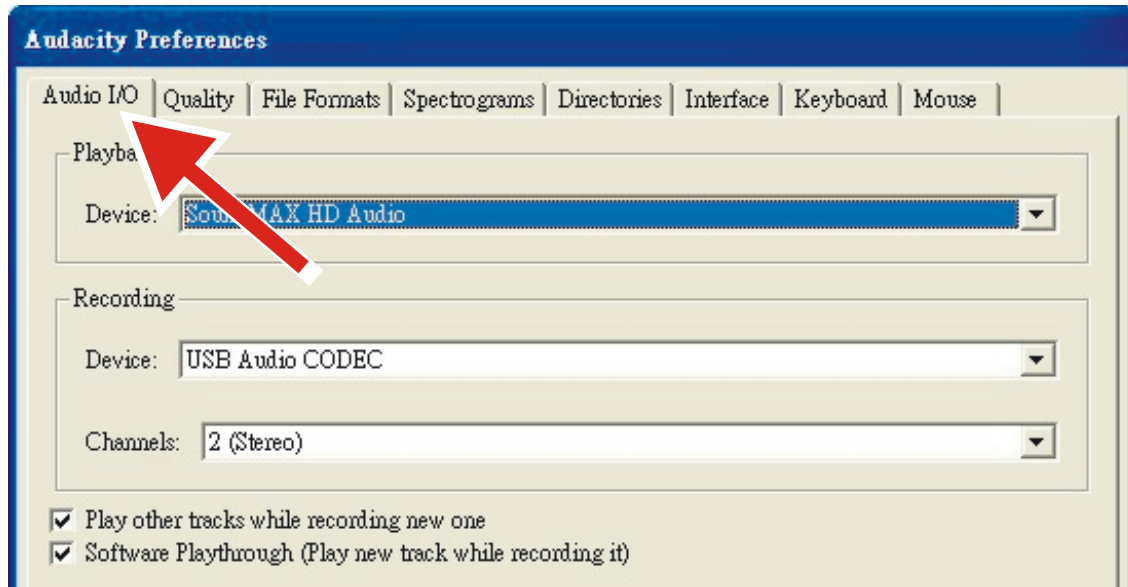 Audacity Preferences
Audio I/O Quality File Formats Spectrograms Directories Interface Keyboard Mouse
Device: HD Audio
Recording
Device: USB Audio CODEC
Channels: 2 (Stereo)
Play other tracks while recording new one
Software Playthrough (Play new track while recording it)